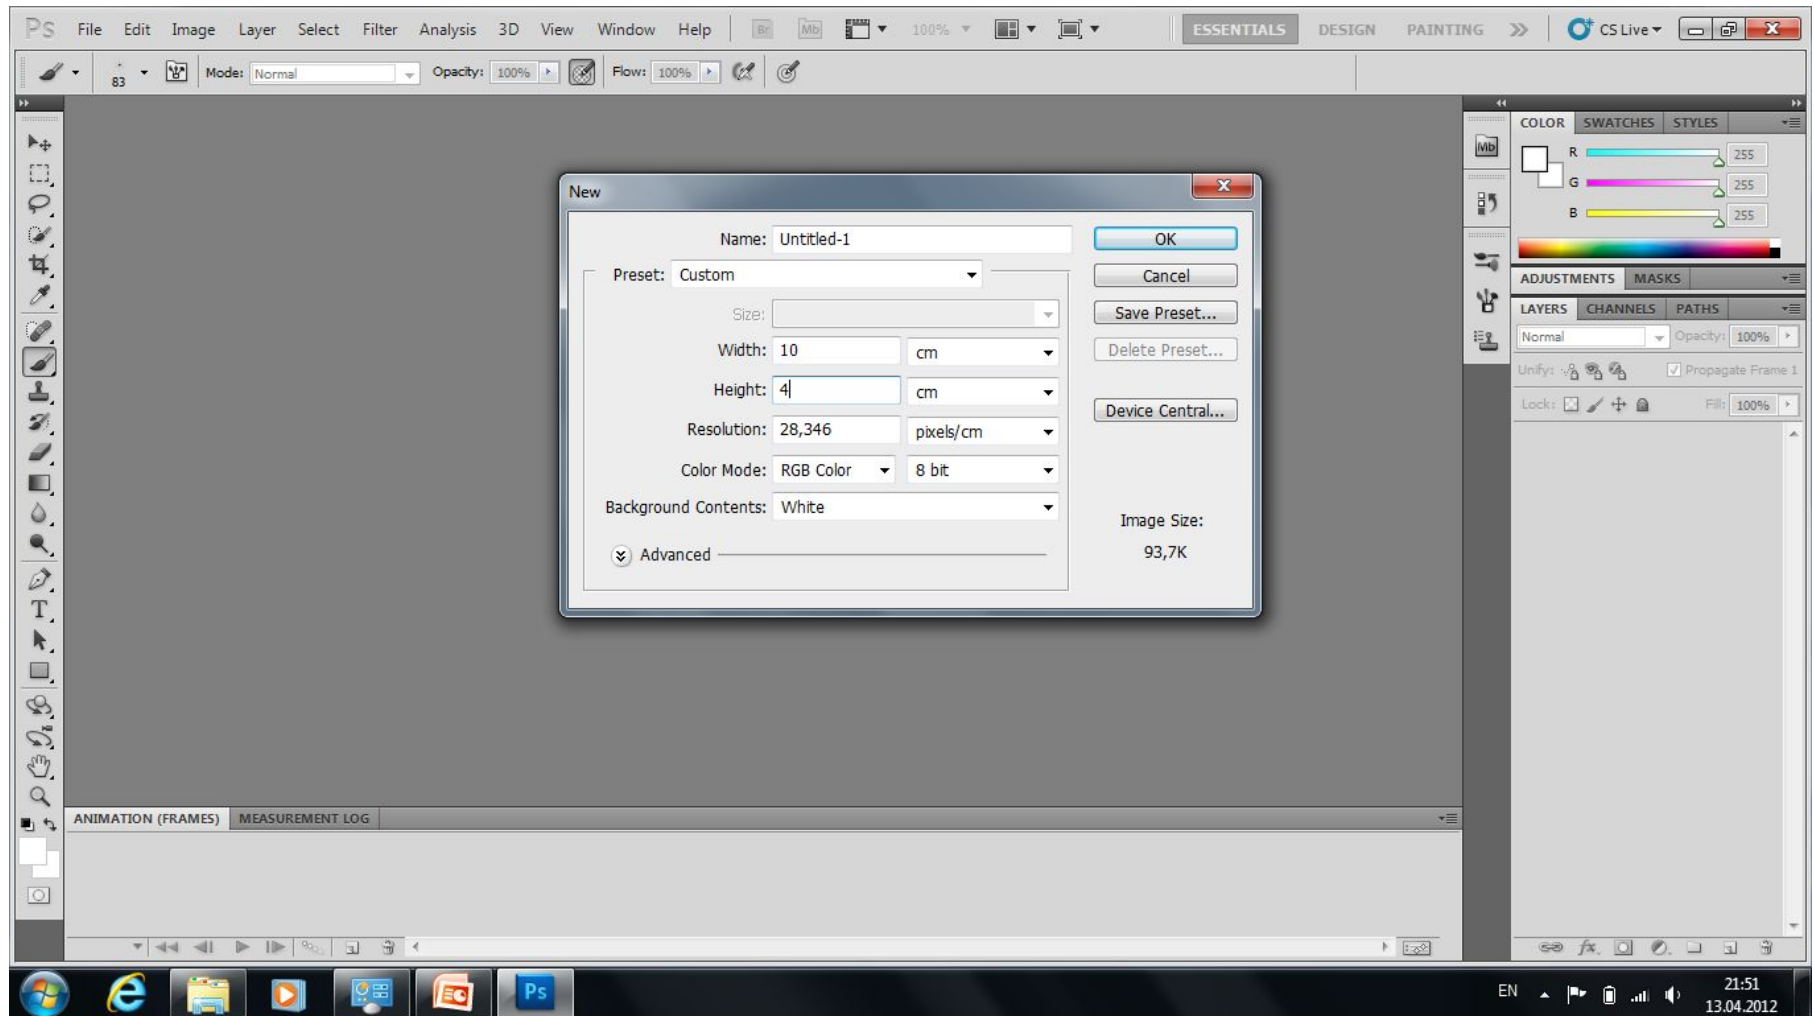 Ps File Edit Image Layer Select Filter Analysis 3D View Window Help Br Mb 100% ESSENTIALS DESIGN PAINTING CS Live
83 Mode: Normal Opacity: 100% Flow: 100%
COLOR SWATCHES STYLES
Mb
R 255
G 255
B 255
ADJUSTMENTS MASKS
LAYERS CHANNELS PATHS
Normal Opacity: 100%
Unify: Propagate Frame 1
Lock: Fill: 100%
New
Name: Untitled-1 OK
Preset: Custom Cancel
Size: Save Preset...
Width: 10 cm Delete Preset...
Height: 4 cm
Device Central...
Resolution: 28,346 pixels/cm
Color Mode: RGB Color 8 bit
Background Contents: White
Image Size:
Advanced 93,7K
T
ANIMATION (FRAMES) MEASUREMENT LOG
fx.
Ps
EN 21:51
13.04.2012